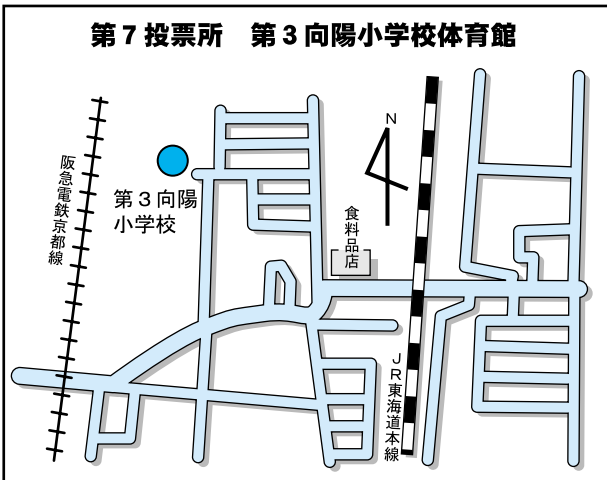 第7投票所　第3向陽小学校体育館
阪急電鉄京都線
第3向陽
小学校
N
食料品店
JR東海道本線